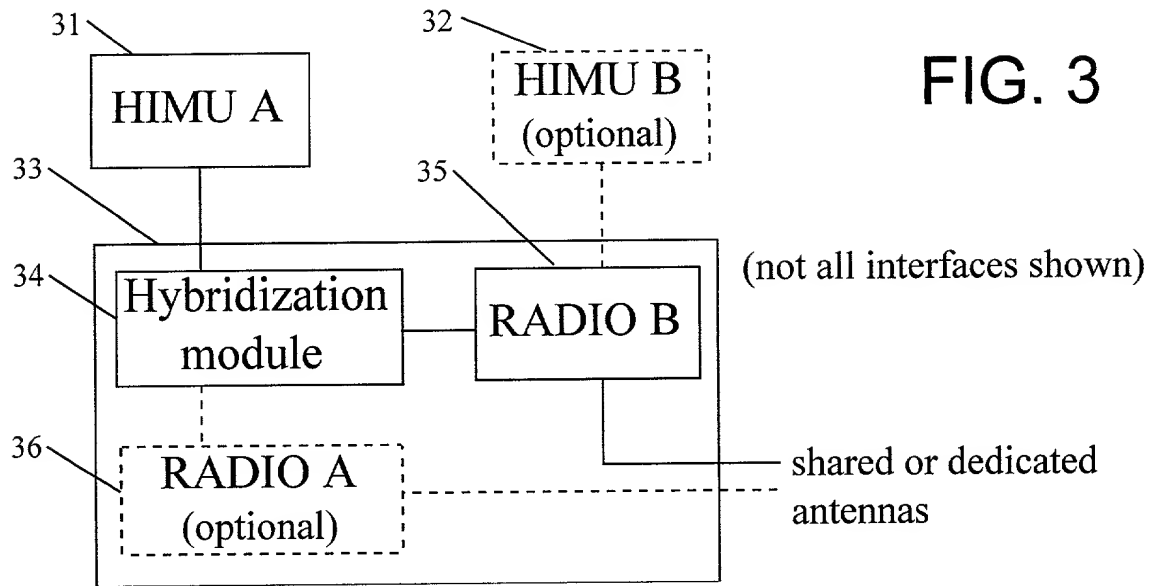 31
32
HIMU A
HIMU B
(optional)
FIG. 3
33
35
34
Hybridization
module
RADIO B
(not all interfaces shown)
36
RADIO A
(optional)
shared or dedicated
antennas